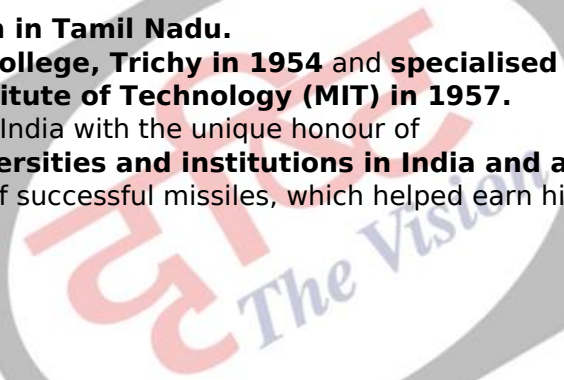 in Tamil Nadu.
ollege, Trichy in 1954 and specialised
itute of Technology (MIT) in 1957.
India with the unique honour of
ersities and institutions in India and a
f successful missiles, which helped earn hi
दृष्टि
The Vision